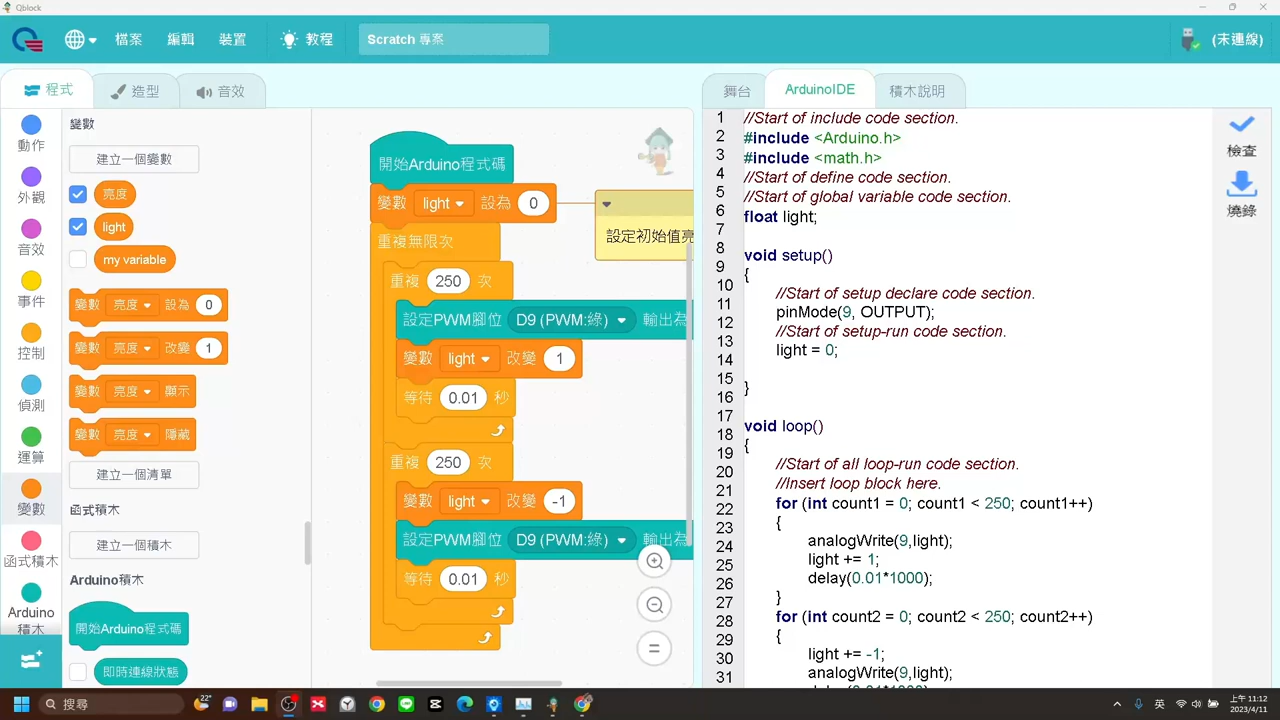 Qblock
檔案 編輯 裝置 教程 Scratch 專案 (未連線)
程式 造型 音效
舞台 ArduinoIDE 積木說明
動作
外觀
音效
事件
控制
偵測
運算
變數
函式積木
Arduino
積木
變數
建立一個變數
亮度
light
my variable
變數 亮度 設為 0
變數 亮度 改變 1
變數 亮度 顯示
變數 亮度 隱藏
建立一個清單
函式積木
建立一個積木
Arduino積木
開始Arduino程式碼
即時連線狀態
開始Arduino程式碼
變數 light 設為 0
設定初始值亮
重複無限次
重複 250 次
設定PWM腳位 D9 (PWM:綠) 輸出為
變數 light 改變 1
等待 0.01 秒
重複 250 次
變數 light 改變 -1
設定PWM腳位 D9 (PWM:綠) 輸出為
等待 0.01 秒
1 //Start of include code section.
2 #include <Arduino.h>
3 #include <math.h>
4 //Start of define code section.
5 //Start of global variable code section.
6 float light;
7
8 void setup()
9 {
10 //Start of setup declare code section.
11 pinMode(9, OUTPUT);
12 //Start of setup-run code section.
13 light = 0;
14
15 }
16
17 void loop()
18 {
19 //Start of all loop-run code section.
20 //Insert loop block here.
21 for (int count1 = 0; count1 < 250; count1++)
22 {
23 analogWrite(9,light);
24 light += 1;
25 delay(0.01*1000);
26 }
27 for (int count2 = 0; count2 < 250; count2++)
28 {
29 light += -1;
30 analogWrite(9,light);
31 delay(0.01*1000)
檢查
燒錄
搜尋
22°
英
上午 11:12
2023/4/11